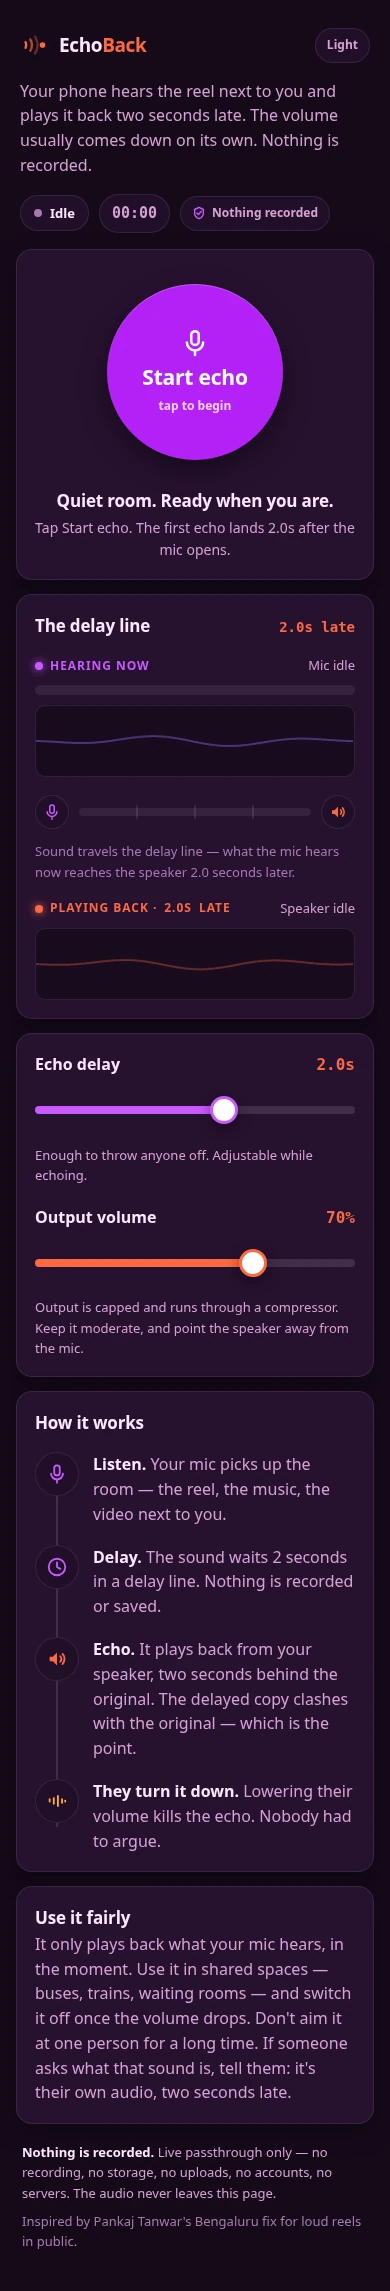 EchoBack
Light
Your phone hears the reel next to you and
plays it back two seconds late. The volume
usually comes down on its own. Nothing is
recorded.
Idle
00:00
Nothing recorded
Start echo
tap to begin
Quiet room. Ready when you are.
Tap Start echo. The first echo lands 2.0s after the
mic opens.
The delay line
2.0s late
HEARING NOW
Mic idle
Sound travels the delay line — what the mic hears
now reaches the speaker 2.0 seconds later.
PLAYING BACK · 2.0S LATE
Speaker idle
Echo delay
2.0s
Enough to throw anyone off. Adjustable while
echoing.
Output volume
70%
Output is capped and runs through a compressor.
Keep it moderate, and point the speaker away from
the mic.
How it works
Listen. Your mic picks up the
room — the reel, the music, the
video next to you.
Delay. The sound waits 2 seconds
in a delay line. Nothing is recorded
or saved.
Echo. It plays back from your
speaker, two seconds behind the
original. The delayed copy clashes
with the original — which is the
point.
They turn it down. Lowering their
volume kills the echo. Nobody had
to argue.
Use it fairly
It only plays back what your mic hears, in
the moment. Use it in shared spaces —
buses, trains, waiting rooms — and switch
it off once the volume drops. Don't aim it
at one person for a long time. If someone
asks what that sound is, tell them: it's
their own audio, two seconds late.
Nothing is recorded. Live passthrough only — no
recording, no storage, no uploads, no accounts, no
servers. The audio never leaves this page.
Inspired by Pankaj Tanwar's Bengaluru fix for loud reels
in public.